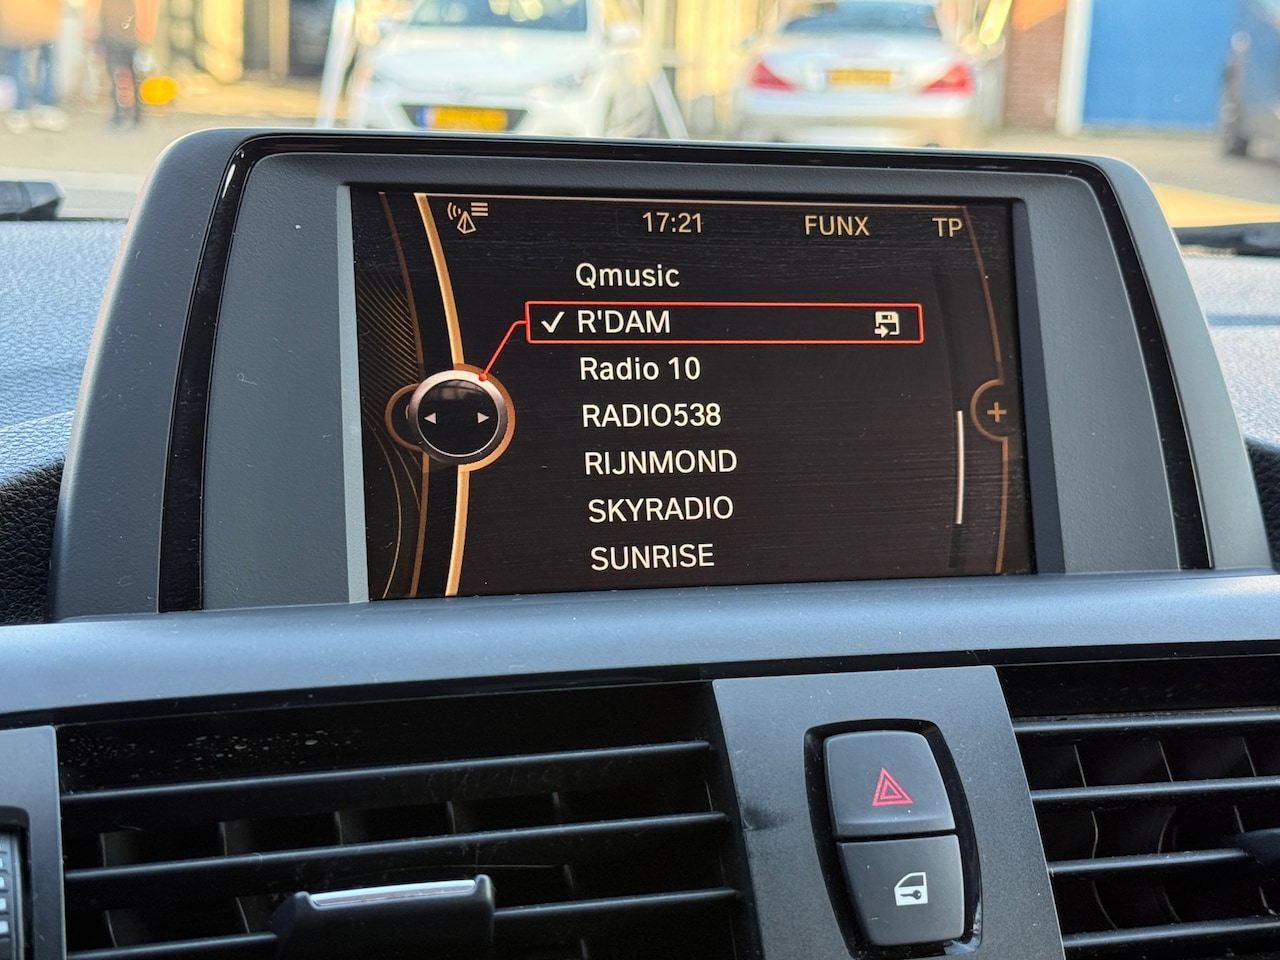 17:21 FUNX TP
Qmusic
R'DAM
Radio 10
RADIO538
RIJNMOND
SKYRADIO
SUNRISE